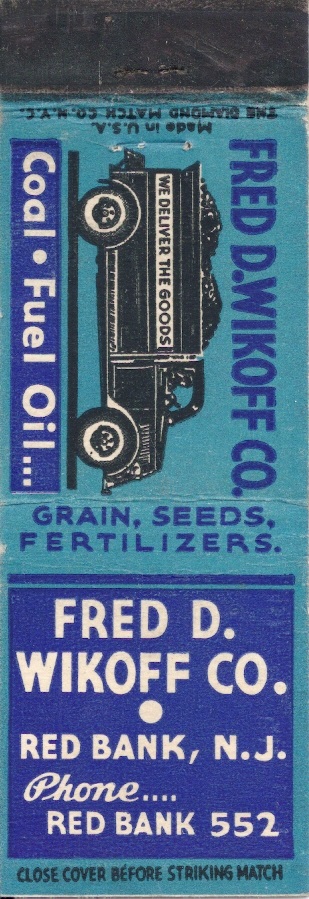 Made in U.S.A.
THE DIAMOND MATCH CO. N.Y.C.
FRED D. WIKOFF CO.
WE DELIVER THE GOODS
Coal • Fuel Oil...
GRAIN, SEEDS,
FERTILIZERS.
FRED D.
WIKOFF CO.
•
RED BANK, N.J.
Phone....
RED BANK 552
CLOSE COVER BEFORE STRIKING MATCH